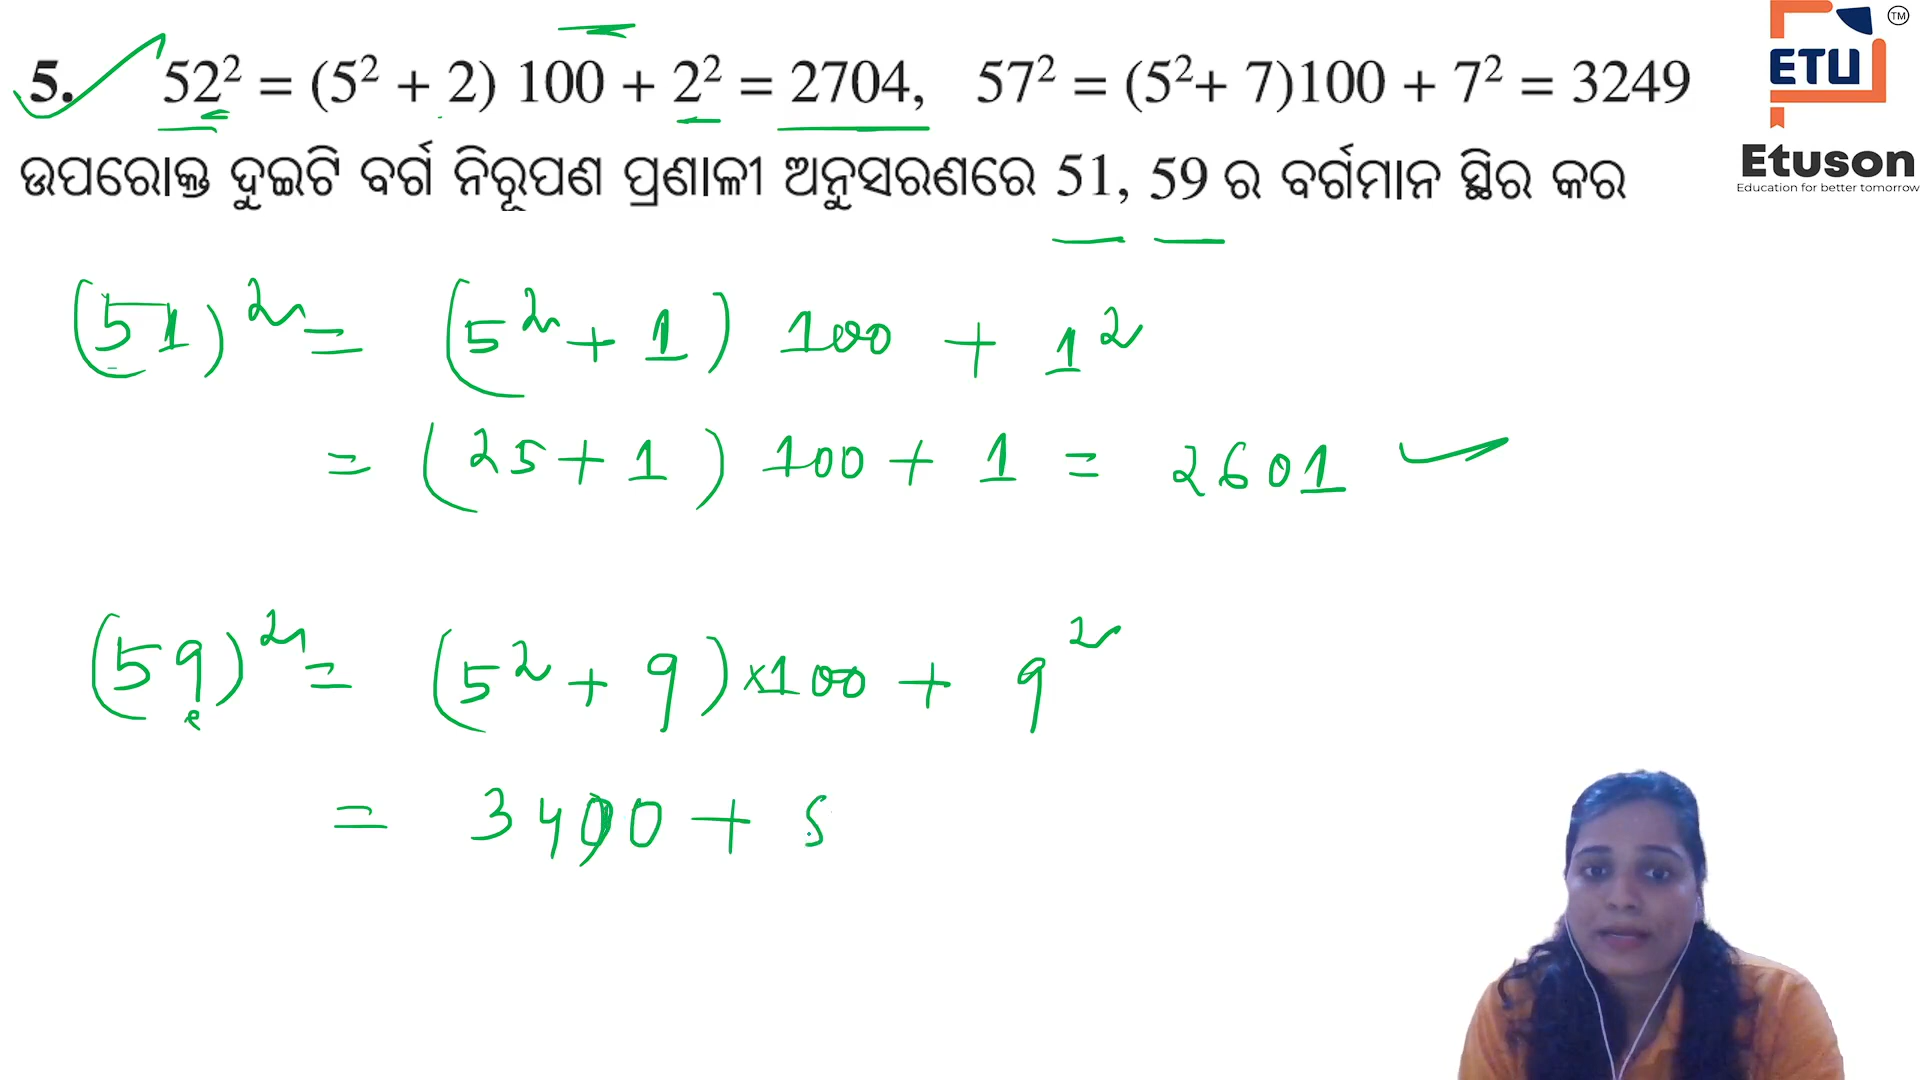 5. 52² = (5² + 2) 100 + 2² = 2704, 57² = (5²+ 7)100 + 7² = 3249
ETU
TM
Etuson
Education for better tomorrow
ଉପରୋକ୍ତ ଦୁଇଟି ବର୍ଗ ନିରୂପଣ ପ୍ରଣାଳୀ ଅନୁସରଣରେ 51, 59 ର ବର୍ଗମାନ ସ୍ଥିର କର
(51)² = (5² + 1) 100 + 1²
= (25 + 1) 100 + 1 = 2601
(59)² = (5² + 9)×100 + 9²
= 3400 +